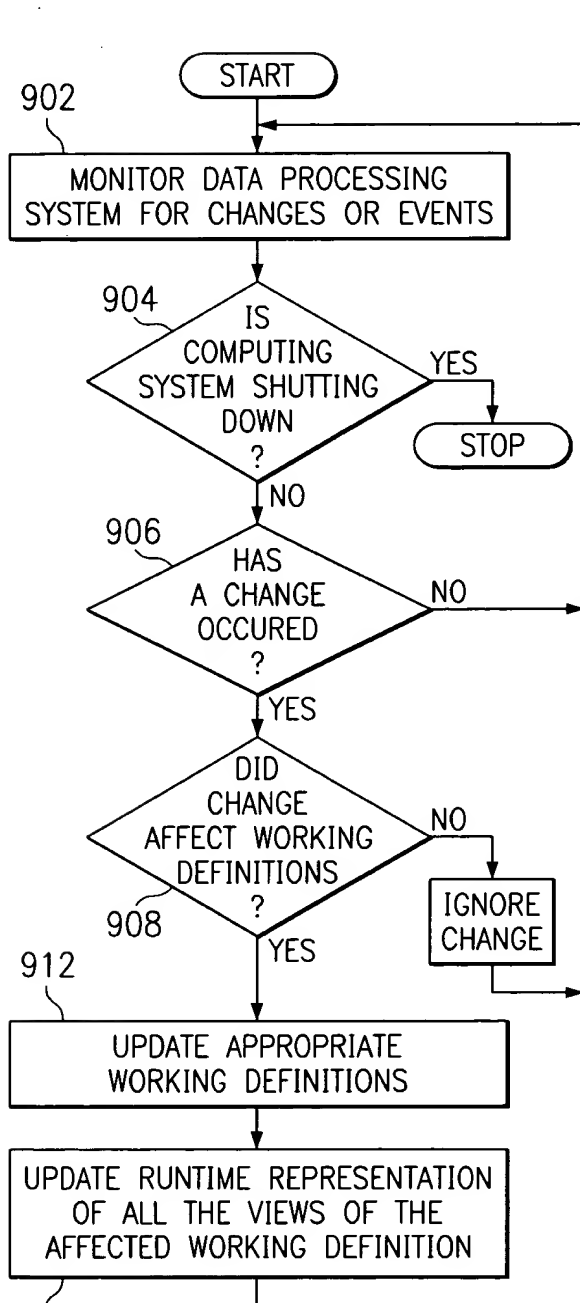 START
902
MONITOR DATA PROCESSING
SYSTEM FOR CHANGES OR EVENTS
904
IS
COMPUTING
SYSTEM SHUTTING
DOWN
?
YES
STOP
NO
906
HAS
A CHANGE
OCCURED
?
NO
YES
DID
CHANGE
AFFECT WORKING
DEFINITIONS
?
NO
908
IGNORE
CHANGE
YES
912
UPDATE APPROPRIATE
WORKING DEFINITIONS
UPDATE RUNTIME REPRESENTATION
OF ALL THE VIEWS OF THE
AFFECTED WORKING DEFINITION